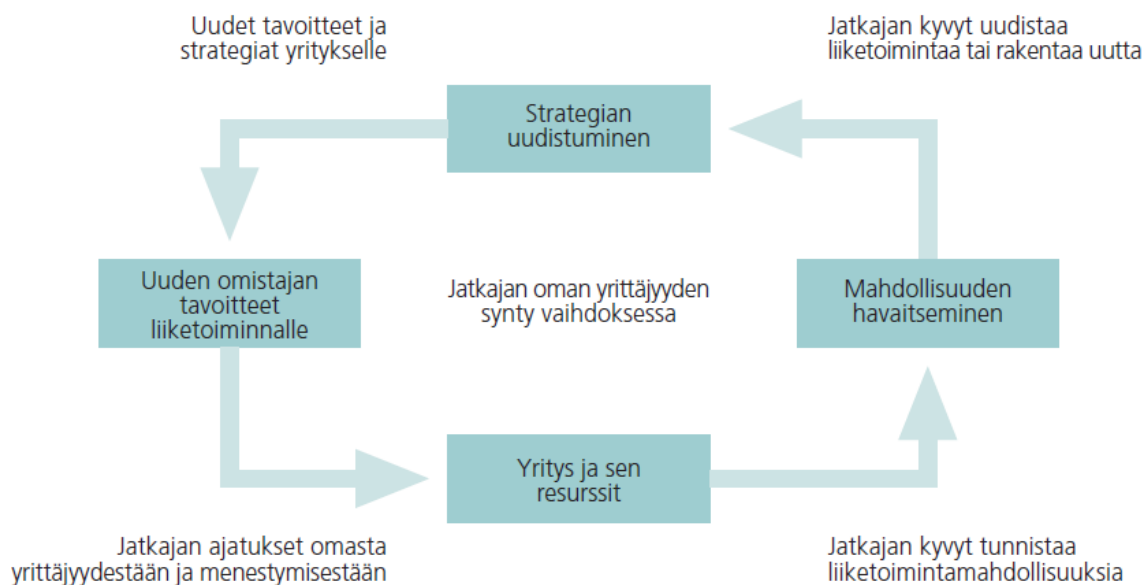 Uudet tavoitteet ja
strategiat yritykselle
Jatkajan kyvyt uudistaa
liiketoimintaa tai rakentaa uutta
Strategian
uudistuminen
Uuden omistajan
tavoitteet
liiketoiminnalle
Jatkajan oman yrittäjyyden
synty vaihdoksessa
Mahdollisuuden
havaitseminen
Yritys ja sen
resurssit
Jatkajan ajatukset omasta
yrittäjyydestään ja menestymisestään
Jatkajan kyvyt tunnistaa
liiketoimintamahdollisuuksia